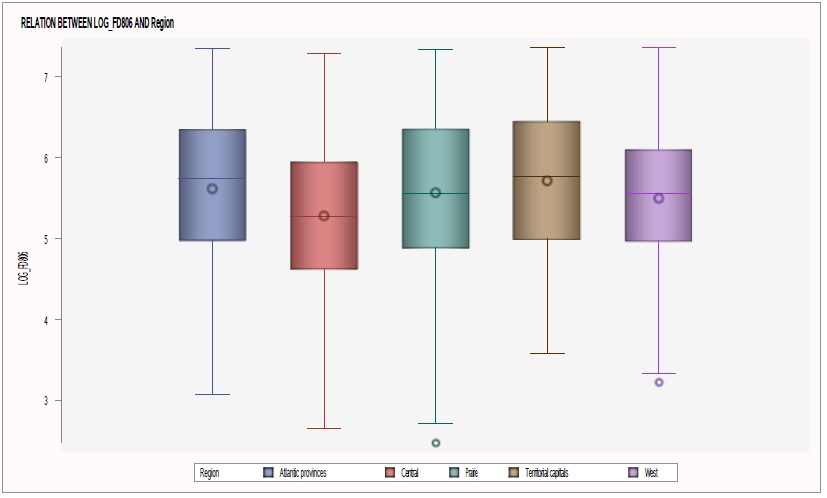 RELATION BETWEEN LOG_FD806 AND Region
7
6
5
4
3
LOG_FD806
Region Atlantic provinces Central Prairie Territorial capitals West